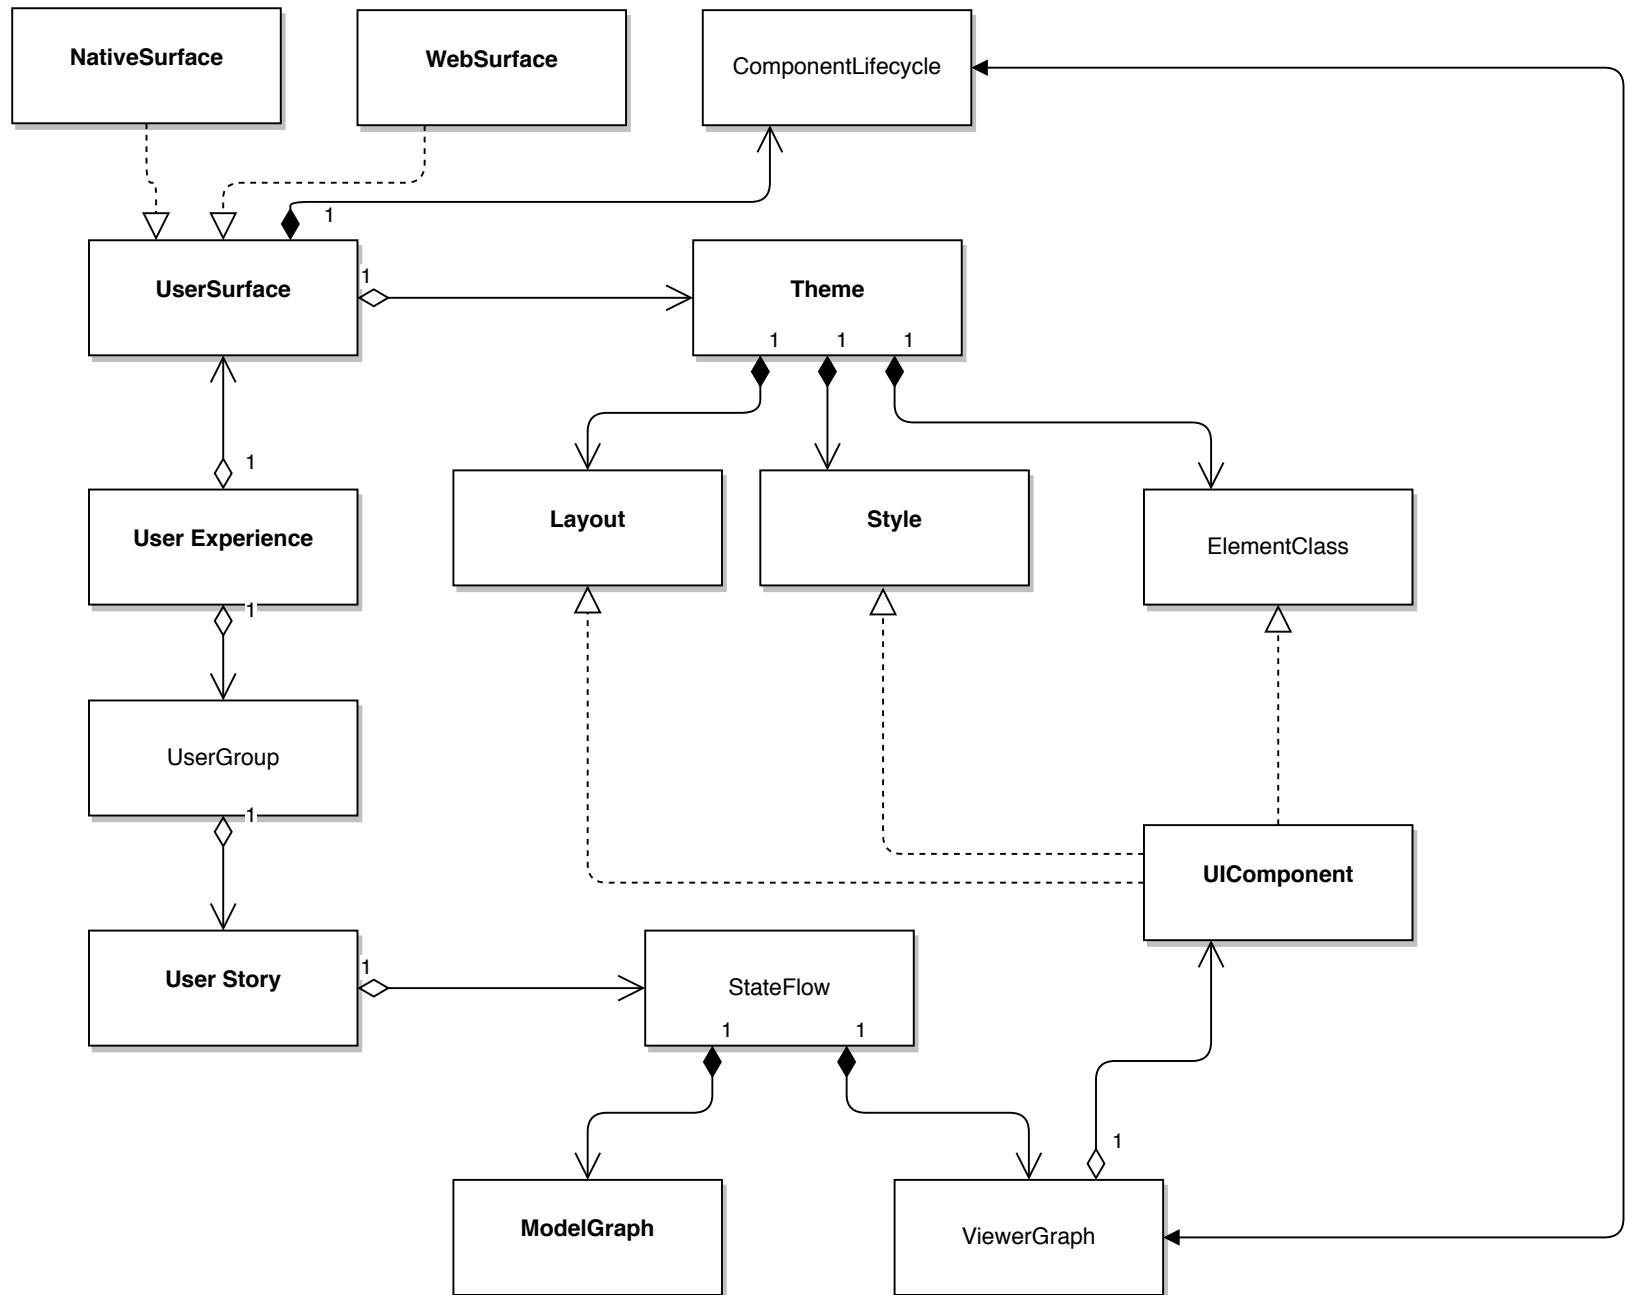 NativeSurface
WebSurface
ComponentLifecycle
1
UserSurface
1
Theme
1
1
1
1
User Experience
Layout
Style
ElementClass
1
UserGroup
1
UIComponent
User Story
1
StateFlow
1
1
1
ModelGraph
ViewerGraph